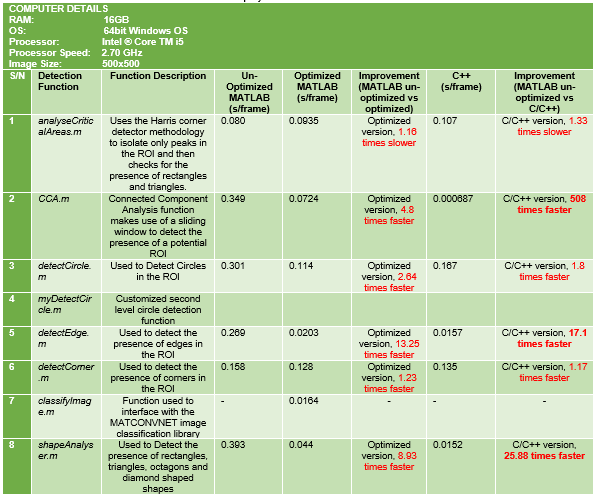 COMPUTER DETAILS
RAM: 16GB
OS: 64bit Windows OS
Processor: Intel ® Core TM i5
Processor Speed: 2.70 GHz
Image Size: 500x500
S/N Detection Function Function Description Un-Optimized MATLAB (s/frame) Optimized MATLAB (s/frame) Improvement (MATLAB un-optimized vs optimized) C++ (s/frame) Improvement (MATLAB un-optimized vs C/C++)
1 analyseCriticalAreas.m Uses the Harris corner detector methodology to isolate only peaks in the ROI and then checks for the presence of rectangles and triangles. 0.080 0.0935 Optimized version, 1.16 times slower 0.107 C/C++ version, 1.33 times slower
2 CCA.m Connected Component Analysis function makes use of a sliding window to detect the presence of a potential ROI 0.349 0.0724 Optimized version, 4.8 times faster 0.000687 C/C++ version, 508 times faster
3 detectCircle.m Used to Detect Circles in the ROI 0.301 0.114 Optimized version, 2.64 times faster 0.167 C/C++ version, 1.8 times faster
4 myDetectCircle.m Customized second level circle detection function
5 detectEdge.m Used to detect the presence of edges in the ROI 0.269 0.0203 Optimized version, 13.25 times faster 0.0157 C/C++ version, 17.1 times faster
6 detectCorner.m Used to detect the presence of corners in the ROI 0.158 0.128 Optimized version, 1.23 times faster 0.135 C/C++ version, 1.17 times faster
7 classifyImage.m Function used to interface with the MATCONVNET image classification library - 0.0164 - - -
8 shapeAnalyser.m Used to Detect the presence of rectangles, triangles, octagons and diamond shaped shapes 0.393 0.044 Optimized version, 8.93 times faster 0.0152 C/C++ version, 25.88 times faster